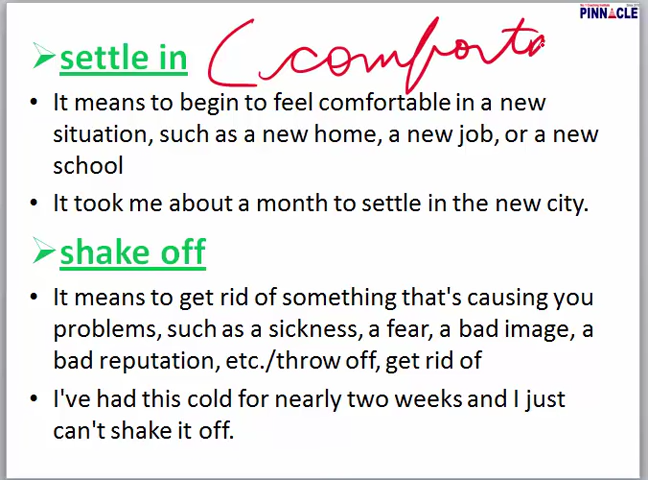 PINNACLE
settle in ( comforta
• It means to begin to feel comfortable in a new
situation, such as a new home, a new job, or a new
school
• It took me about a month to settle in the new city.
shake off
• It means to get rid of something that's causing you
problems, such as a sickness, a fear, a bad image, a
bad reputation, etc./throw off, get rid of
• I've had this cold for nearly two weeks and I just
can't shake it off.